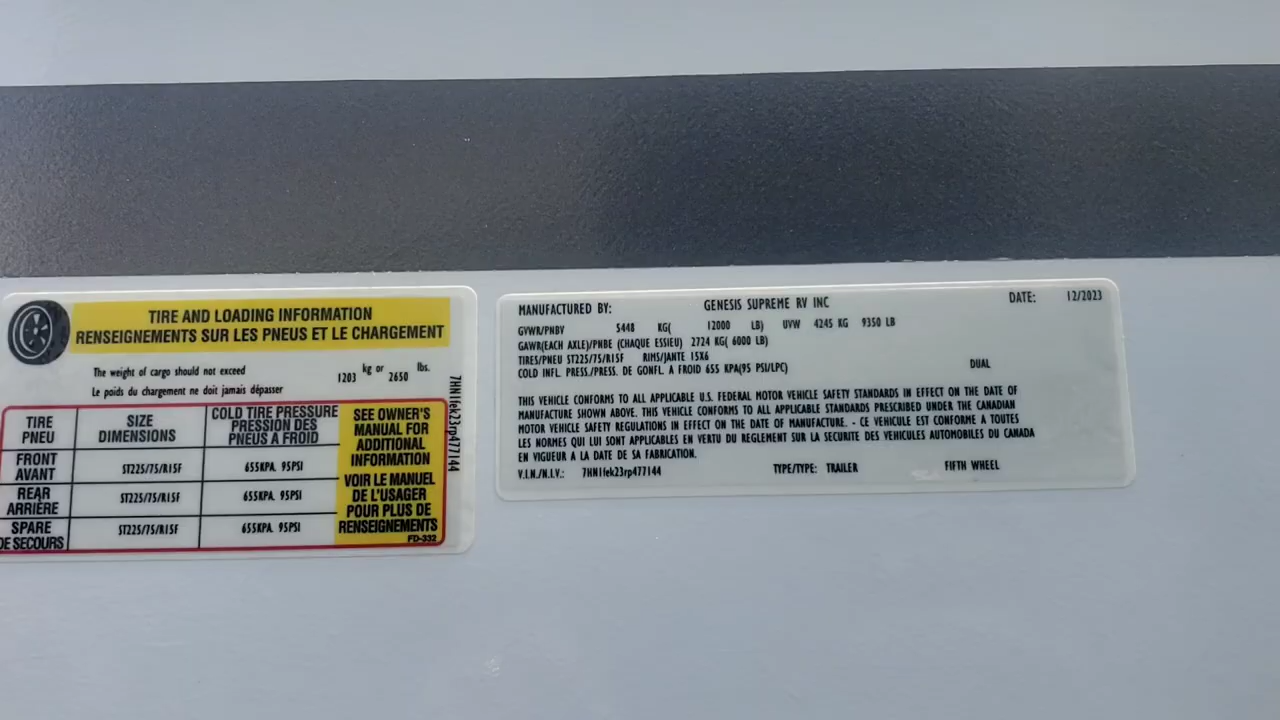 TIRE AND LOADING INFORMATION
RENSEIGNEMENTS SUR LES PNEUS ET LE CHARGEMENT
The weight of cargo should not exceed
Le poids du chargement ne doit jamais dépasser
1203 kg or 2650 lbs.
TIRE PNEU
SIZE DIMENSIONS
COLD TIRE PRESSURE PRESSION DES PNEUS A FROID
FRONT AVANT ST225/75/R15F 655KPA. 95PSI
REAR ARRIÈRE ST225/75/R15F 655KPA. 95PSI
SPARE DE SECOURS ST225/75/R15F 655KPA. 95PSI
SEE OWNER'S
MANUAL FOR
ADDITIONAL
INFORMATION
VOIR LE MANUEL
DE L'USAGER
POUR PLUS DE
RENSEIGNEMENTS
FD-332
7HN1fek23rp477144
MANUFACTURED BY: GENESIS SUPREME RV INC DATE: 12/2023
GVWR/PNBV 5448 KG( 12000 LB) UVW 4245 KG 9350 LB
GAWR(EACH AXLE)/PNBE (CHAQUE ESSIEU) 2724 KG( 6000 LB)
TIRES/PNEU ST225/75/R15F RIMS/JANTE 15X6
COLD INFL. PRESS/PRESS. DE GONFL. A FROID 655 KPA(95 PSI/LPC) DUAL
THIS VEHICLE CONFORMS TO ALL APPLICABLE U.S. FEDERAL MOTOR VEHICLE SAFETY STANDARDS IN EFFECT ON THE DATE OF
MANUFACTURE SHOWN ABOVE. THIS VEHICLE CONFORMS TO ALL APPLICABLE STANDARDS PRESCRIBED UNDER THE CANADIAN
MOTOR VEHICLE SAFETY REGULATIONS IN EFFECT ON THE DATE OF MANUFACTURE. - CE VEHICULE EST CONFORME A TOUTES
LES NORMES QUI LUI SONT APPLICABLES EN VERTU DU REGLEMENT SUR LA SECURITE DES VEHICULES AUTOMOBILES DU CANADA
EN VIGUEUR A LA DATE DE SA FABRICATION.
V.I.N./N.I.V.: 7HN1fek23rp477144 TYPE/TYPE: TRAILER FIFTH WHEEL